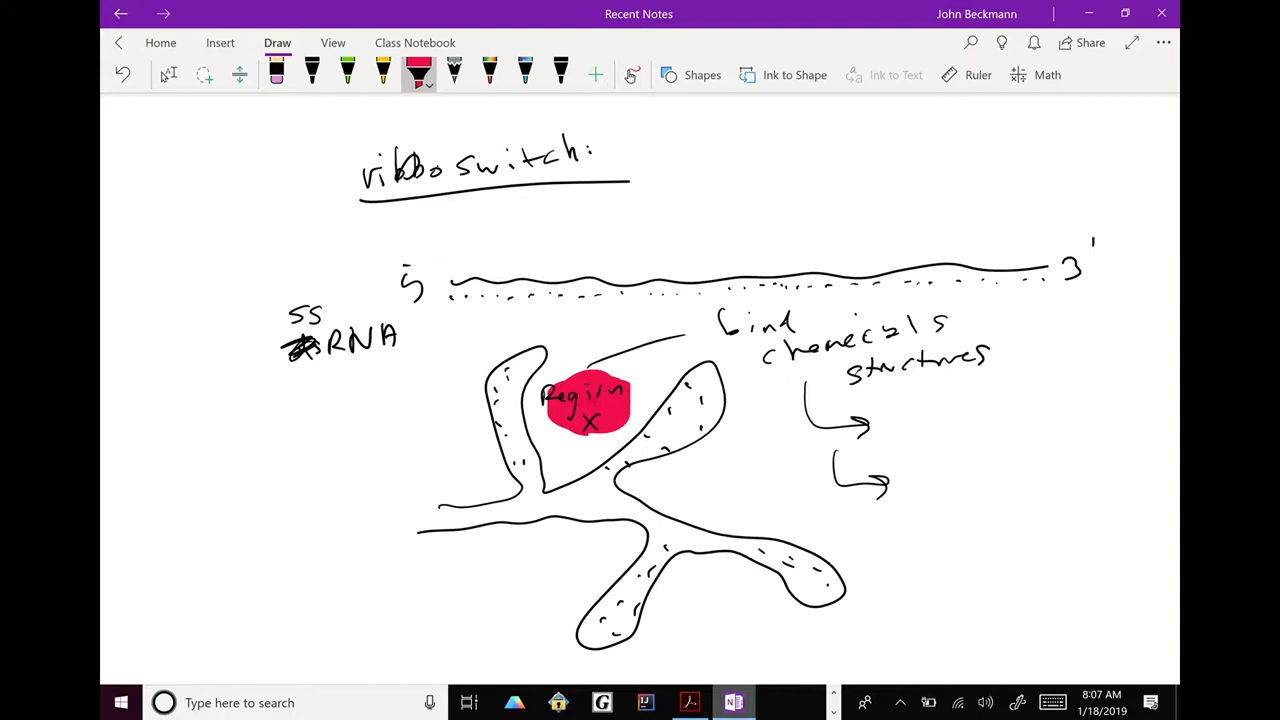 Recent Notes
John Beckmann
Home Insert Draw View Class Notebook
Share
Shapes Ink to Shape Ink to Text Ruler Math
ribboswitch:
5' 3'
ss
RNA
bind
chemicals
structures
Region
X
Type here to search
G
8:07 AM
1/18/2019